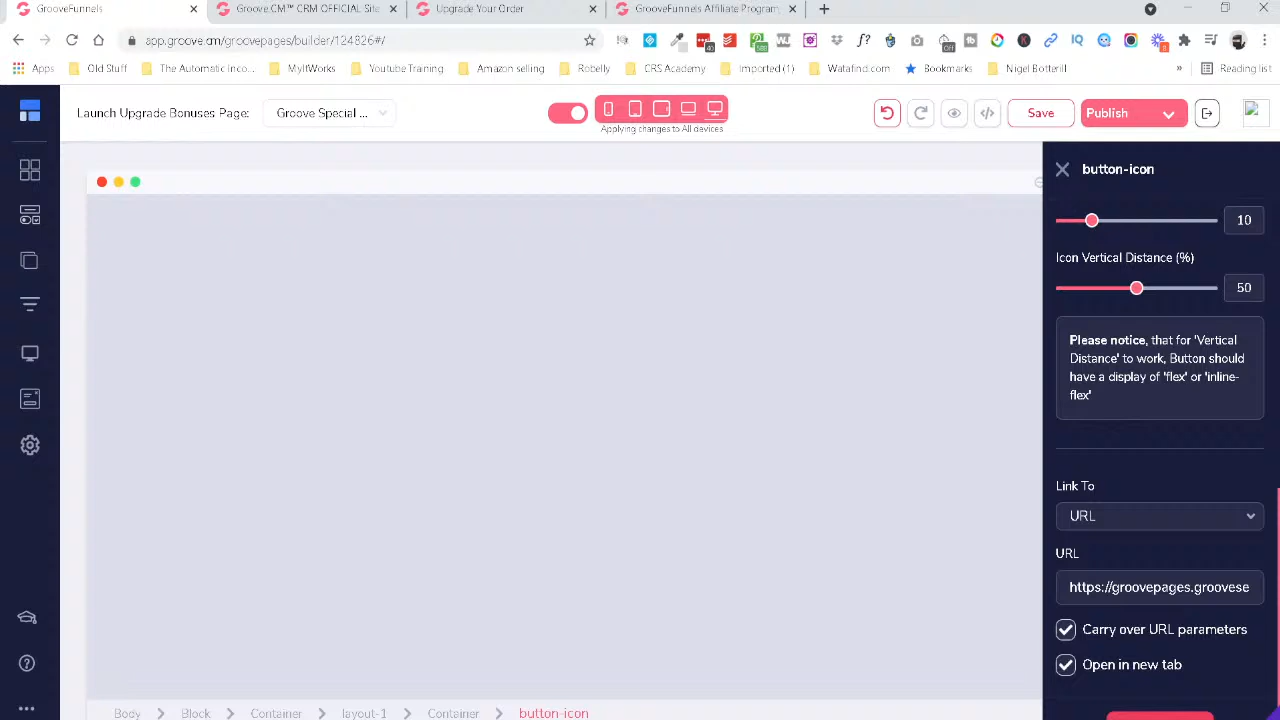 GrooveFunnels
Groove.CM™ CRM OFFICIAL Site
Upgrade Your Order
GrooveFunnels Affiliate Program
app.groove.cm/groovepages/builder/124826#/
Apps
Old Stuff
The Automatic Inco...
MyWorks
Youtube Training
Amazon selling
Robelly
CRS Academy
Imported (1)
Watafind.com
Bookmarks
Nigel Botterill
»
Reading list
Launch Upgrade Bonuses Page:
Groove Special ...
Applying changes to All devices
Save
Publish
button-icon
10
Icon Vertical Distance (%)
50
Please notice, that for 'Vertical
Distance' to work, Button should
have a display of 'flex' or 'inline-
flex'
Link To
URL
URL
https://groovepages.groovese
Carry over URL parameters
Open in new tab
Body
Block
Container
layout-1
Container
button-icon